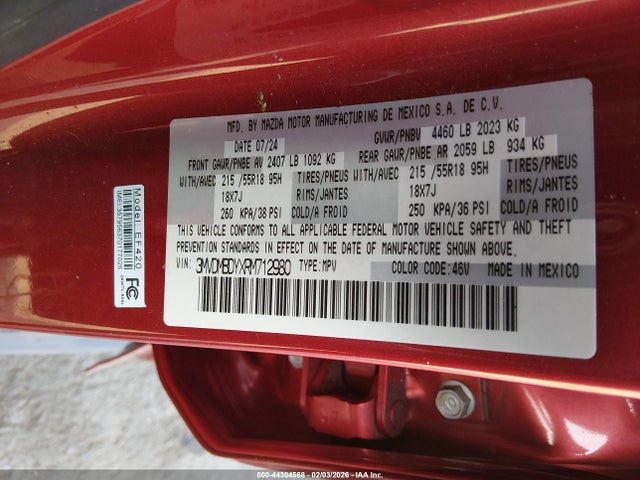 MFD. BY MAZDA MOTOR MANUFACTURING DE MEXICO S.A. DE C.V.
DATE 07/24 GVWR/PNBV 4460 LB 2023 KG
FRONT GAWR/PNBE AV 2407 LB 1092 KG REAR GAWR/PNBE AR 2059 LB 934 KG
WITH/AVEC 215 /55R18 95H TIRES/PNEUS WITH/AVEC 215 /55R18 95H TIRES/PNEUS
18X7J RIMS/JANTES 18X7J RIMS/JANTES
260 KPA/38 PSI COLD/A FROID 250 KPA/36 PSI COLD/A FROID
THIS VEHICLE CONFORMS TO ALL APPLICABLE FEDERAL MOTOR VEHICLE SAFETY AND THEFT
PREVENTION STANDARDS IN EFFECT ON THE DATE OF MANUFACTURE SHOWN ABOVE.
VIN: 3MVDMBDYXRM712980 TYPE:MPV COLOR CODE:46V
Model: EF420
IMEI:357956370177026
FC
000-44304568 - 02/03/2026 - IAAI, Inc.